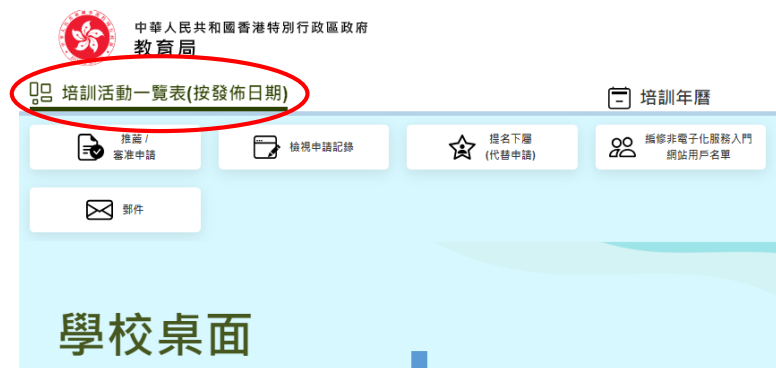 中華人民共和國香港特別行政區政府
教育局
培訓活動一覽表(按發佈日期)
培訓年曆
推薦 /
審准申請
檢視申請記錄
提名下屬
(代替申請)
編修非電子化服務入門
網站用戶名單
郵件
學校桌面